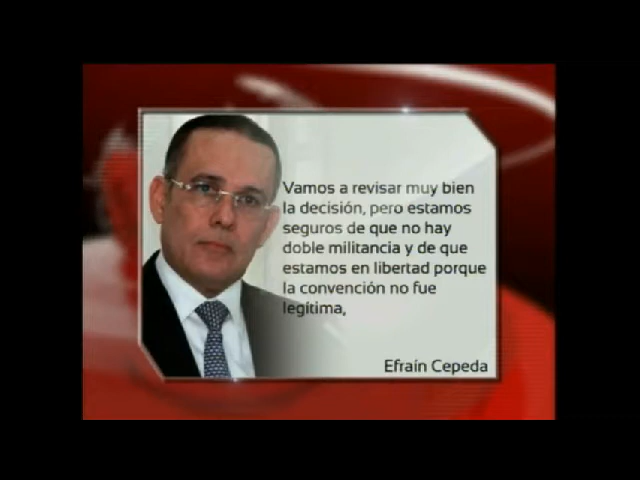 Vamos a revisar muy bien
la decisión, pero estamos
seguros de que no hay
doble militancia y de que
estamos en libertad porque
la convención no fue
legítima,
Efraín Cepeda